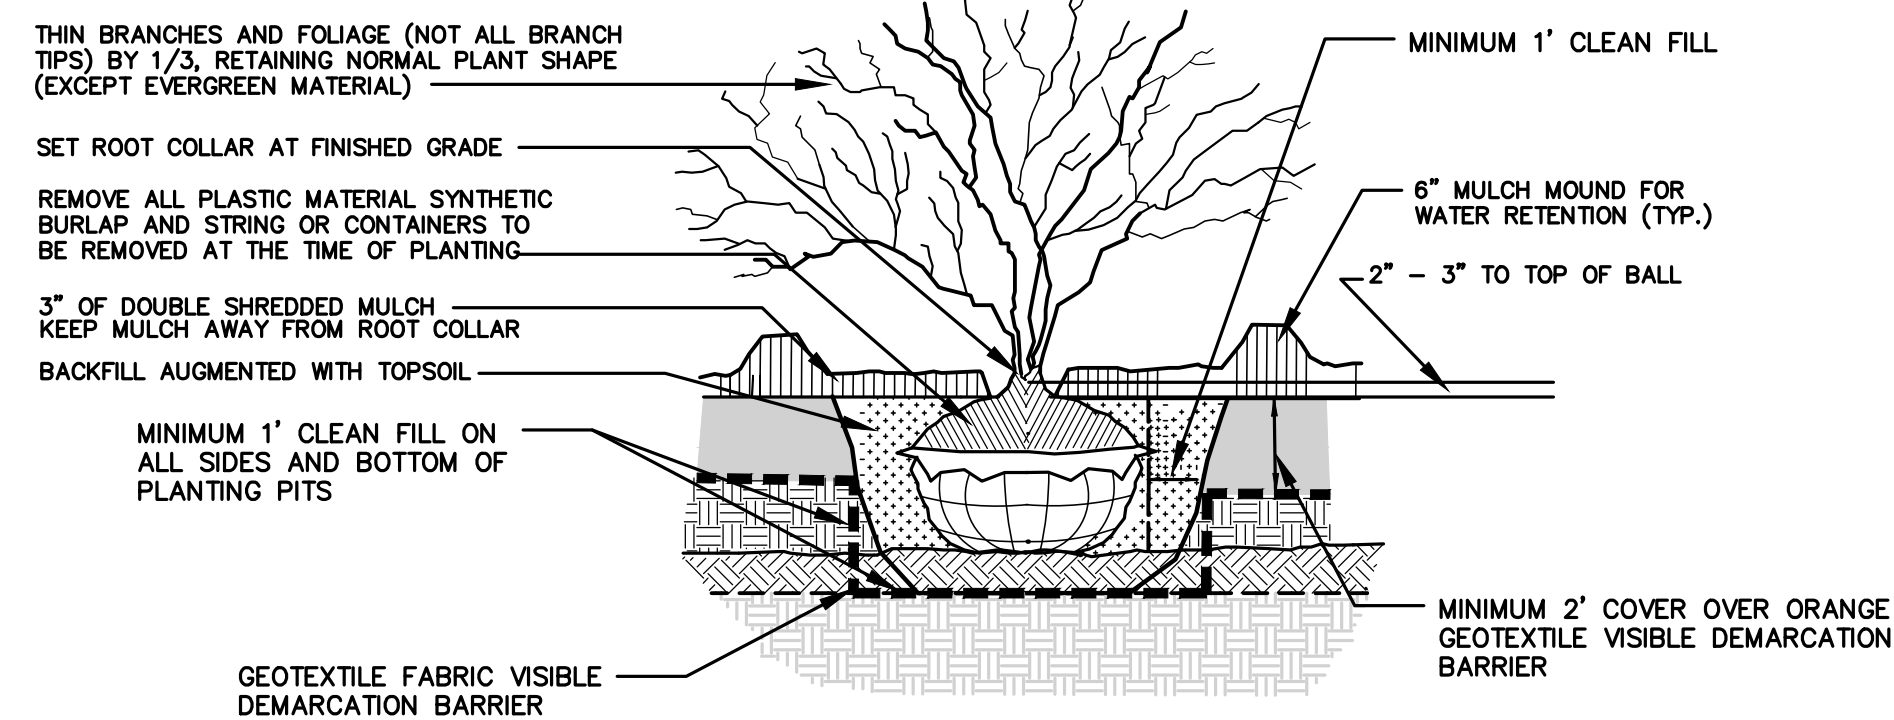 THIN BRANCHES AND FOLIAGE (NOT ALL BRANCH
TIPS) BY 1/3, RETAINING NORMAL PLANT SHAPE
(EXCEPT EVERGREEN MATERIAL)
SET ROOT COLLAR AT FINISHED GRADE
REMOVE ALL PLASTIC MATERIAL SYNTHETIC
BURLAP AND STRING OR CONTAINERS TO
BE REMOVED AT THE TIME OF PLANTING
3" OF DOUBLE SHREDDED MULCH
KEEP MULCH AWAY FROM ROOT COLLAR
BACKFILL AUGMENTED WITH TOPSOIL
MINIMUM 1' CLEAN FILL ON
ALL SIDES AND BOTTOM OF
PLANTING PITS
GEOTEXTILE FABRIC VISIBLE
DEMARCATION BARRIER
MINIMUM 1' CLEAN FILL
6" MULCH MOUND FOR
WATER RETENTION (TYP.)
2" - 3" TO TOP OF BALL
MINIMUM 2' COVER OVER ORANGE
GEOTEXTILE VISIBLE DEMARCATION
BARRIER